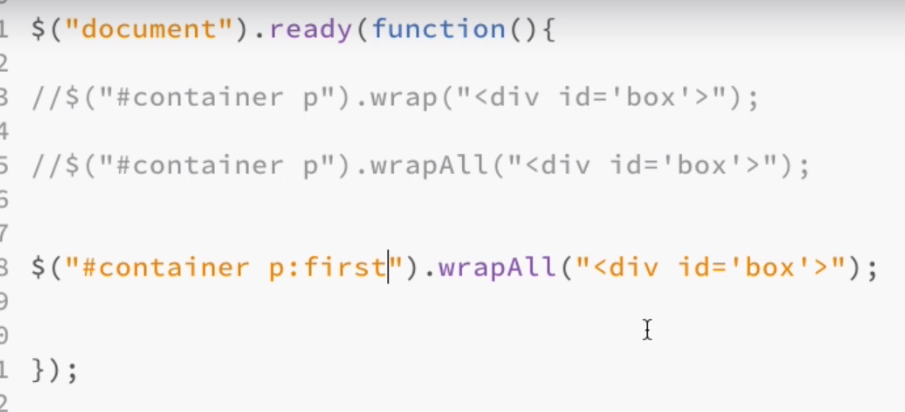 1 $("document").ready(function(){
2
3 //$("#container p").wrap("<div id='box'>");
4
5 //$("#container p").wrapAll("<div id='box'>");
6
7
8 $("#container p:first").wrapAll("<div id='box'>");
9
0
1 });
2